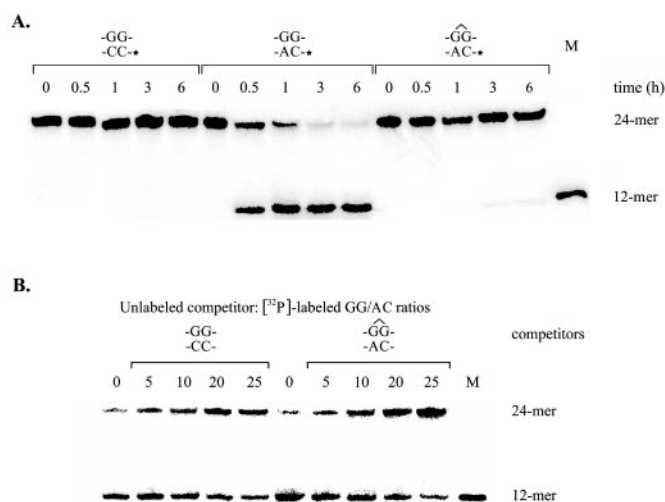 A.
-GG- -GG- -GG-
-CC-★ -AC-★ -AC-★ M
0 0.5 1 3 6 0 0.5 1 3 6 0 0.5 1 3 6 time (h)
24-mer
12-mer
B.
Unlabeled competitor: [³²P]-labeled GG/AC ratios
-GG- -GG- competitors
-CC- -AC-
0 5 10 20 25 0 5 10 20 25 M
24-mer
12-mer